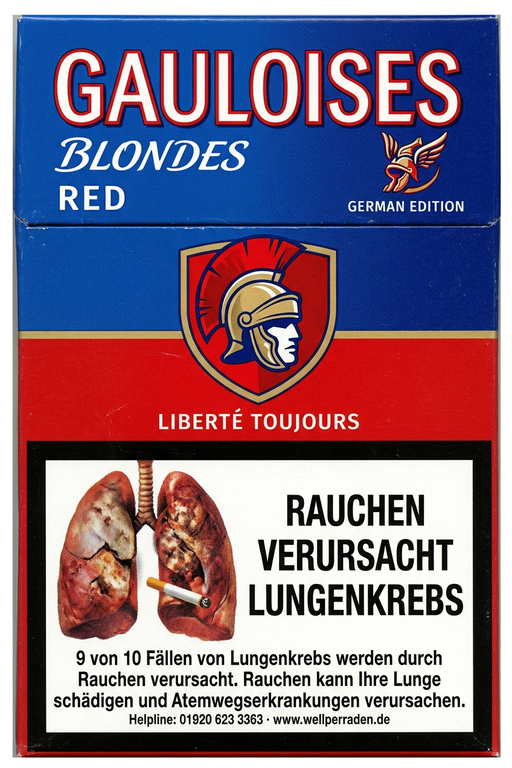 GAULOISES
BLONDES
RED
GERMAN EDITION
LIBERTÉ TOUJOURS
RAUCHEN
VERURSACHT
LUNGENKREBS
9 von 10 Fällen von Lungenkrebs werden durch
Rauchen verursacht. Rauchen kann Ihre Lunge
schädigen und Atemwegserkrankungen verursachen.
Helpline: 01920 623 3363 · www.wellperraden.de